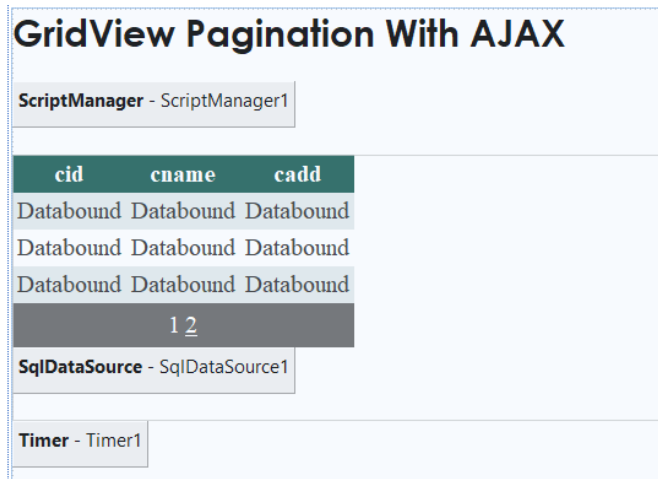 GridView Pagination With AJAX
ScriptManager - ScriptManager1
cid cname cadd
Databound Databound Databound
Databound Databound Databound
Databound Databound Databound
1 2
SqlDataSource - SqlDataSource1
Timer - Timer1